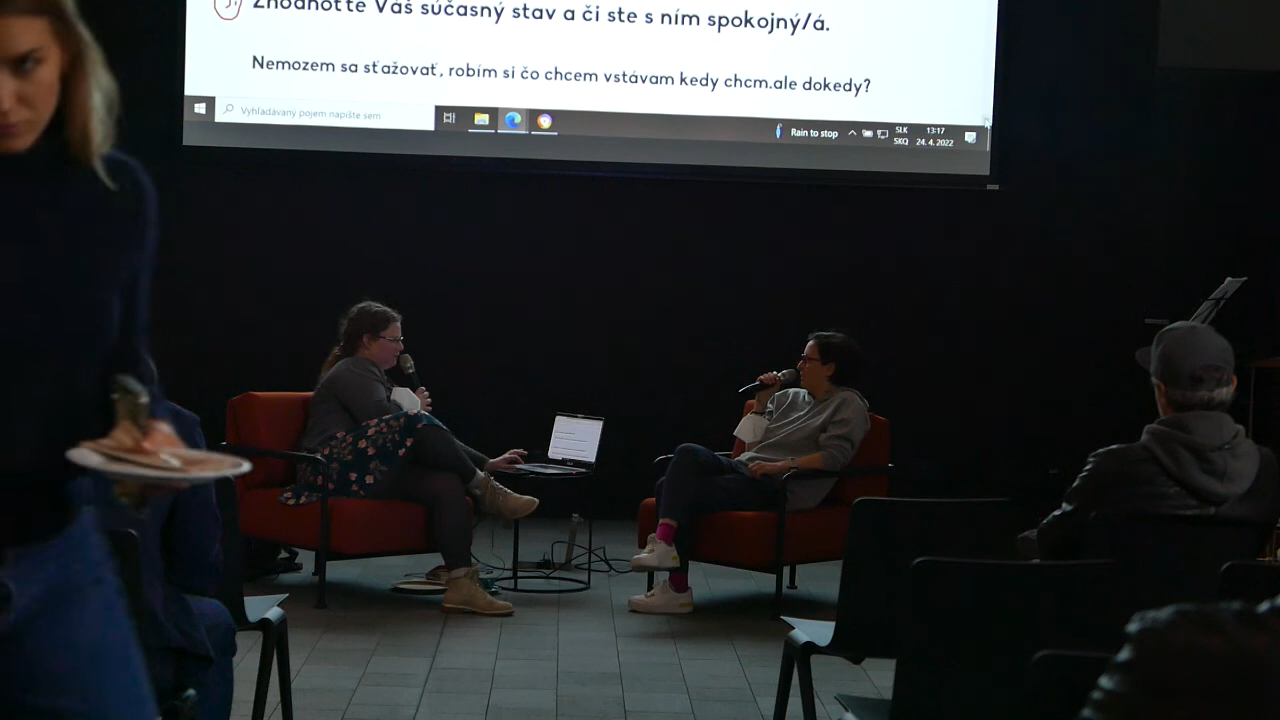 Zhodnoťte Váš súčasný stav a či ste s ním spokojný/á.
Nemozem sa sťažovať, robím si čo chcem vstávam kedy chcm.ale dokedy?
Vyhľadávaný pojem napíšte sem
Rain to stop
SLK
SKQ
13:17
24. 4. 2022